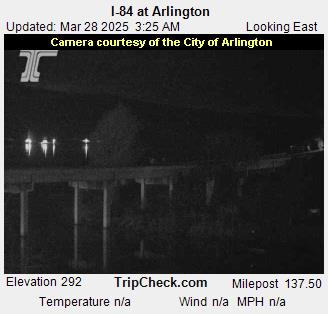 I-84 at Arlington
Updated: Mar 28 2025 3:25 AM Looking East
Camera courtesy of the City of Arlington
Elevation 292 TripCheck.com Milepost 137.50
Temperature n/a Wind n/a MPH n/a